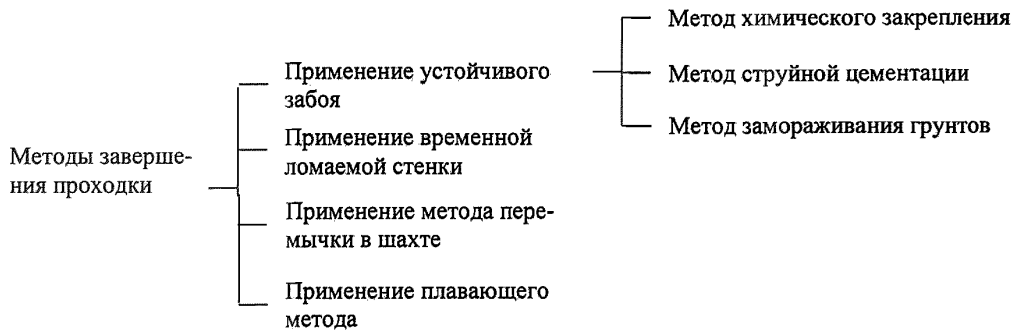 Методы заверше-
ния проходки
Применение устойчивого
забоя
Применение временной
ломаемой стенки
Применение метода пере-
мычки в шахте
Применение плавающего
метода
Метод химического закрепления
Метод струйной цементации
Метод замораживания грунтов